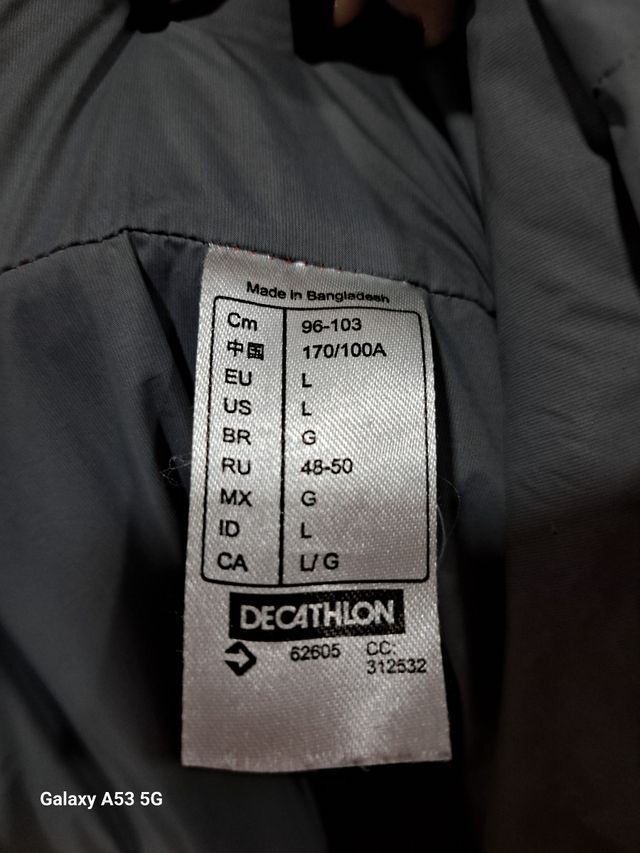 Made in Bangladesh
Cm 96-103
中国 170/100A
EU L
US L
BR G
RU 48-50
MX G
ID L
CA L/ G
DECATHLON
62605 CC:
312532
Galaxy A53 5G